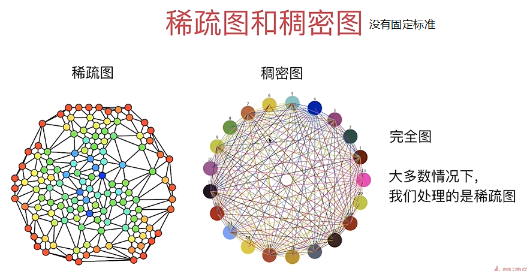 稀疏图和稠密图 没有固定标准
稀疏图
稠密图
完全图
大多数情况下,
我们处理的是稀疏图